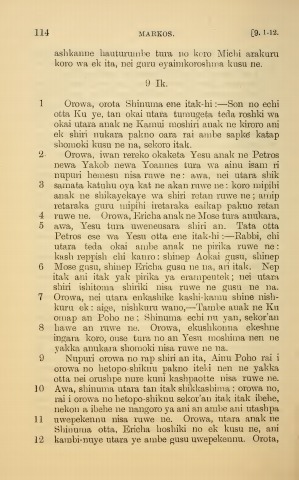 114 MARKOS. [9. 1-12.
ashkanne hauturumbe tura no koro Michi arakuru
koro wa ek ita, nei guru eyaimkoroshma kusu ne.
9 Ik.
1 Orowa, orota Shinuma ene itak-hi:—Son no echi
otta Ku ye, tan okai utara tumugeta teda roshki wa
okai utara anak ne Kamui moshiri anak ne kiroro ani
ek shiri nukara pakno oara rai ambe sapke katap
shomoki kusu ne na, sekoro itak.
2 Orowa, iwan rereko okaketa Yesu anak ne Petros
newa Yakob newa Yoannes tura wa ainu isam ri
nupuri hemesu nisa ruwe ne: awa, nei utara shik
3 samata katuhu oya kat ne akan ruwe ne: koro mipihi
anak ne shikayekaye wa shiri retan ruwe ne; amip
retaraka guru mipihi iretaraka eaikap pakno retan
4 ruwe ne. Orowa, Ericha anak ne Mose tura anukara,
5 awa, Yesu tura uweneusara shiri an. Tata otta
Petros ese wa Yesu otta ene itak-hi:—Rabbi, chi
utara teda okai ambe anak ne pirika ruwe ne:
kash reppish chi kanro: shinep Aokai gusu, shinep
6 Mose gusu, shinep Ericha gusu ne na, ari itak. Nep
itak ani itak yak pirika ya erampeutek; nei utara
shiri ishitoma shiriki nisa ruwe ne gusu ne na.
7 Orowa, nei utara enkashike kashi-kamu shine nish-
kuru ek: aige, nishkuru wano,—Tambe anak ne Ku
omap an Poho ne; Shinuma echi nu yan, sekor'an
8 hawe an ruwe ne. Orowa, ekushkonna ekeshne
ingara koro, ouse tura no an Yesu moshima nen ne
yakka anukara shomoki nisa ruwe ne na.
9 Nupuri orowa no rap shiri an ita, Ainu Poho rai i
orowa no hetopo-shiknu pakno iteki nen ne yakka
otta nei orushpe nure kuni kashpaotte nisa ruwe ne.
10 Awa, shinuma utara tan itak shikkashima; orowa no,
rai i orowa no hetopo-shiknu sekor'an itak itak ibehe,
nekon a ibehe ne nangoro ya ani an ambe ani utashpa
11 uwepekennu nisa ruwe ne. Orowa, utara anak ne
Shinuma otta, Ericha hoshiki no ek kusu ne, ani
12 kambi-nuye utara ye ambe gusu uwepekennu. Orota,